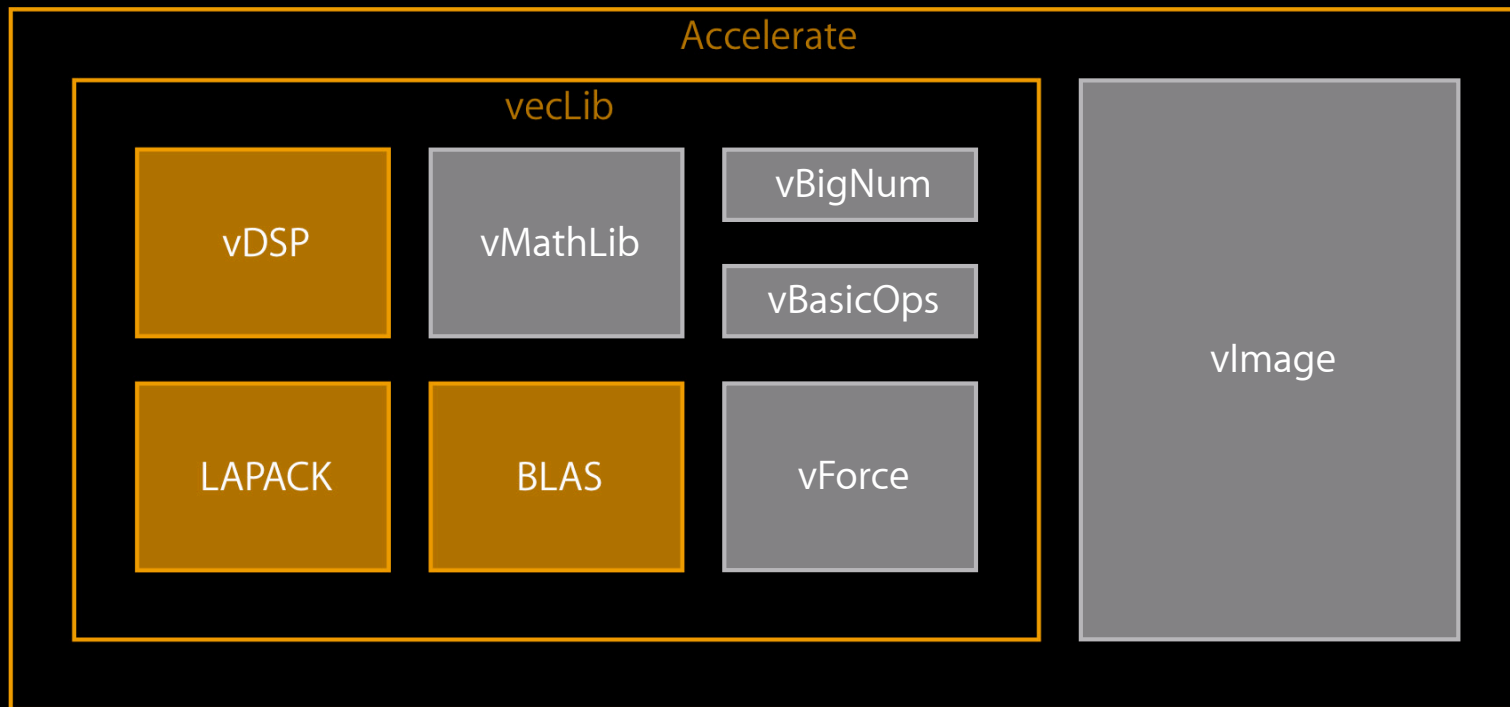 Accelerate
vecLib
vDSP
vMathLib
vBigNum
vBasicOps
LAPACK
BLAS
vForce
vImage